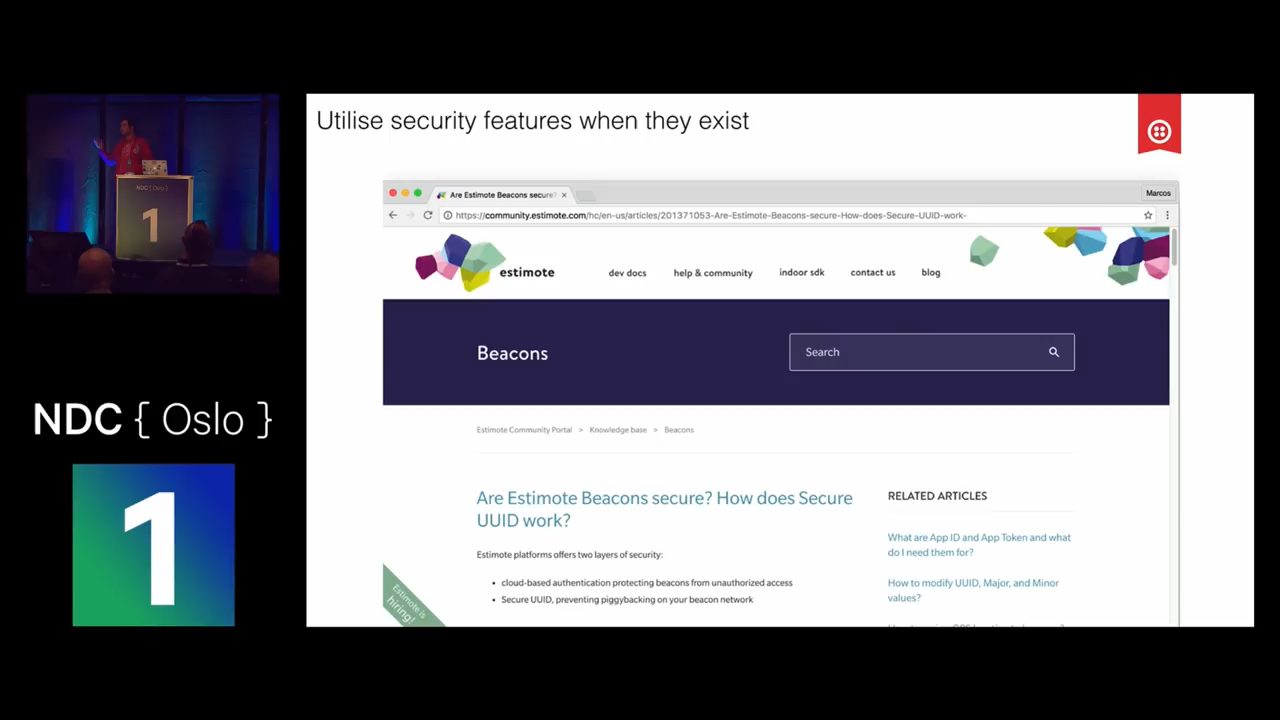 Utilise security features when they exist
Are Estimote Beacons secure?
Marcos
https://community.estimote.com/hc/en-us/articles/201371053-Are-Estimote-Beacons-secure-How-does-Secure-UUID-work-
estimote
dev docs
help & community
indoor sdk
contact us
blog
Beacons
Search
Estimote Community Portal > Knowledge base > Beacons
Are Estimote Beacons secure? How does Secure
UUID work?
Estimote platforms offers two layers of security:
• cloud-based authentication protecting beacons from unauthorized access
• Secure UUID, preventing piggybacking on your beacon network
RELATED ARTICLES
What are App ID and App Token and what
do I need them for?
How to modify UUID, Major, and Minor
values?
Estimote is
hiring!
NDC { Oslo }
1
NDC { Oslo }
1